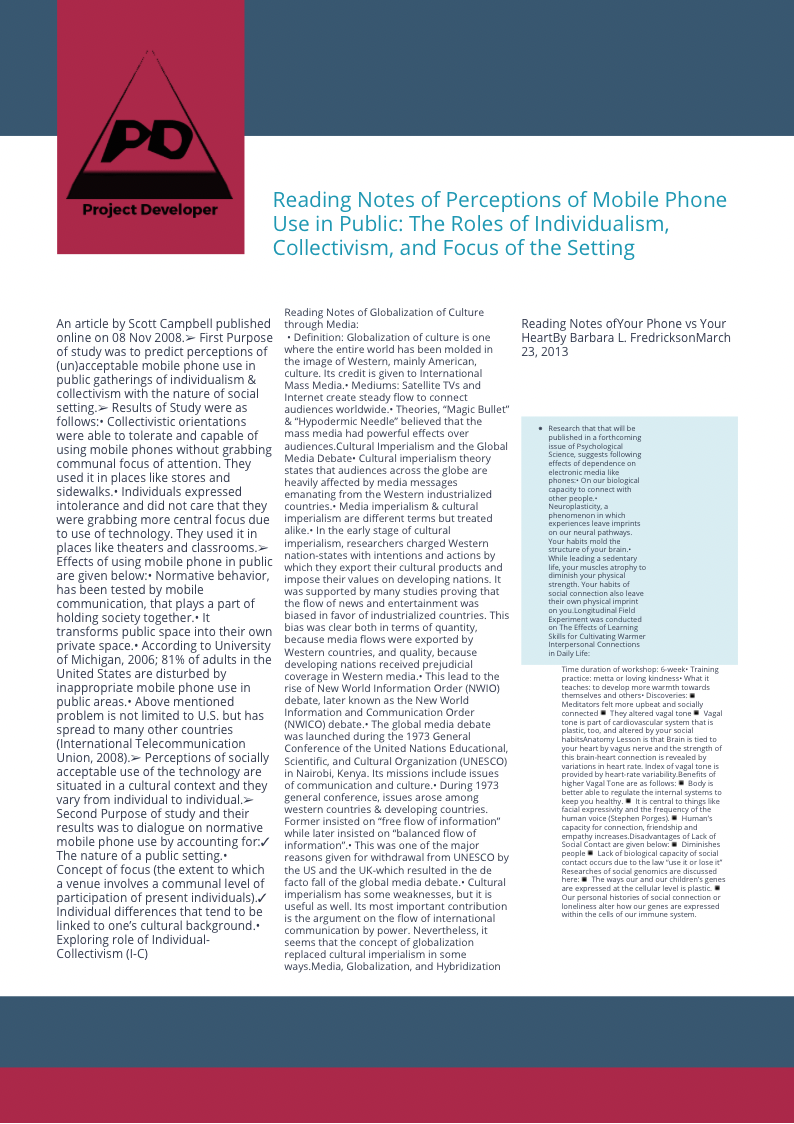 PD
Project Developer
Reading Notes of Perceptions of Mobile Phone
Use in Public: The Roles of Individualism,
Collectivism, and Focus of the Setting
An article by Scott Campbell published
online on 08 Nov 2008.➢ First Purpose
of study was to predict perceptions of
(un)acceptable mobile phone use in
public gatherings of individualism &
collectivism with the nature of social
setting.➢ Results of Study were as
follows:• Collectivistic orientations
were able to tolerate and capable of
using mobile phones without grabbing
communal focus of attention. They
used it in places like stores and
sidewalks.• Individuals expressed
intolerance and did not care that they
were grabbing more central focus due
to use of technology. They used it in
places like theaters and classrooms.➢
Effects of using mobile phone in public
are given below:• Normative behavior,
has been tested by mobile
communication, that plays a part of
holding society together.• It
transforms public space into their own
private space.• According to University
of Michigan, 2006; 81% of adults in the
United States are disturbed by
inappropriate mobile phone use in
public areas.• Above mentioned
problem is not limited to U.S. but has
spread to many other countries
(International Telecommunication
Union, 2008).➢ Perceptions of socially
acceptable use of the technology are
situated in a cultural context and they
vary from individual to individual.➢
Second Purpose of study and their
results was to dialogue on normative
mobile phone use by accounting for:✓
The nature of a public setting.•
Concept of focus (the extent to which
a venue involves a communal level of
participation of present individuals).✓
Individual differences that tend to be
linked to one's cultural background.•
Exploring role of Individual-
Collectivism (I-C)
Reading Notes of Globalization of Culture
through Media:
• Definition: Globalization of culture is one
where the entire world has been molded in
the image of Western, mainly American,
culture. Its credit is given to International
Mass Media.• Mediums: Satellite TVs and
Internet create steady flow to connect
audiences worldwide.• Theories, “Magic Bullet”
& “Hypodermic Needle” believed that the
mass media had powerful effects over
audiences.Cultural Imperialism and the Global
Media Debate• Cultural imperialism theory
states that audiences across the globe are
heavily affected by media messages
emanating from the Western industrialized
countries.• Media imperialism & cultural
imperialism are different terms but treated
alike.• In the early stage of cultural
imperialism, researchers charged Western
nation-states with intentions and actions by
which they export their cultural products and
impose their values on developing nations. It
was supported by many studies proving that
the flow of news and entertainment was
biased in favor of industrialized countries. This
bias was clear both in terms of quantity,
because media flows were exported by
Western countries, and quality, because
developing nations received prejudicial
coverage in Western media.• This lead to the
rise of New World Information Order (NWIO)
debate, later known as the New World
Information and Communication Order
(NWICO) debate.• The global media debate
was launched during the 1973 General
Conference of the United Nations Educational,
Scientific, and Cultural Organization (UNESCO)
in Nairobi, Kenya. Its missions include issues
of communication and culture.• During 1973
general conference, issues arose among
western countries & developing countries.
Former insisted on “free flow of information”
while later insisted on “balanced flow of
information”.• This was one of the major
reasons given for withdrawal from UNESCO by
the US and the UK-which resulted in the de
facto fall of the global media debate.• Cultural
imperialism has some weaknesses, but it is
useful as well. Its most important contribution
is the argument on the flow of international
communication by power. Nevertheless, it
seems that the concept of globalization
replaced cultural imperialism in some
ways.Media, Globalization, and Hybridization
Reading Notes ofYour Phone vs Your
HeartBy Barbara L. FredricksonMarch
23, 2013
• Research that that will be
published in a forthcoming
issue of Psychological
Science, suggests following
effects of dependence on
electronic media like
phones:• On our biological
capacity to connect with
other people.•
Neuroplasticity, a
phenomenon in which
experiences leave imprints
on our neural pathways.
Your habits mold the
structure of your brain.•
While leading a sedentary
life, your muscles atrophy to
diminish your physical
strength. Your habits of
social connection also leave
their own physical imprint
on you.Longitudinal Field
Experiment was conducted
on The Effects of Learning
Skills for Cultivating Warmer
Interpersonal Connections
in Daily Life:
Time duration of workshop: 6-week• Training
practice: metta or loving kindness• What it
teaches: to develop more warmth towards
themselves and others• Discoveries: ▪
Meditators felt more upbeat and socially
connected ▪ They altered vagal tone ▪ Vagal
tone is part of cardiovascular system that is
plastic, too, and altered by your social
habitsAnatomy Lesson is that Brain is tied to
your heart by vagus nerve and the strength of
this brain-heart connection is revealed by
variations in heart rate. Index of vagal tone is
provided by heart-rate variability.Benefits of
higher Vagal Tone are as follows: ▪ Body is
better able to regulate the internal systems to
keep you healthy. ▪ It is central to things like
facial expressivity and the frequency of the
human voice (Stephen Porges). ▪ Human's
capacity for connection, friendship and
empathy increases.Disadvantages of Lack of
Social Contact are given below: ▪ Diminishes
people ▪ Lack of biological capacity of social
contact occurs due to the law “use it or lose it”
Researches of social genomics are discussed
here: ▪ The ways our and our children's genes
are expressed at the cellular level is plastic. ▪
Our personal histories of social connection or
loneliness alter how our genes are expressed
within the cells of our immune system.